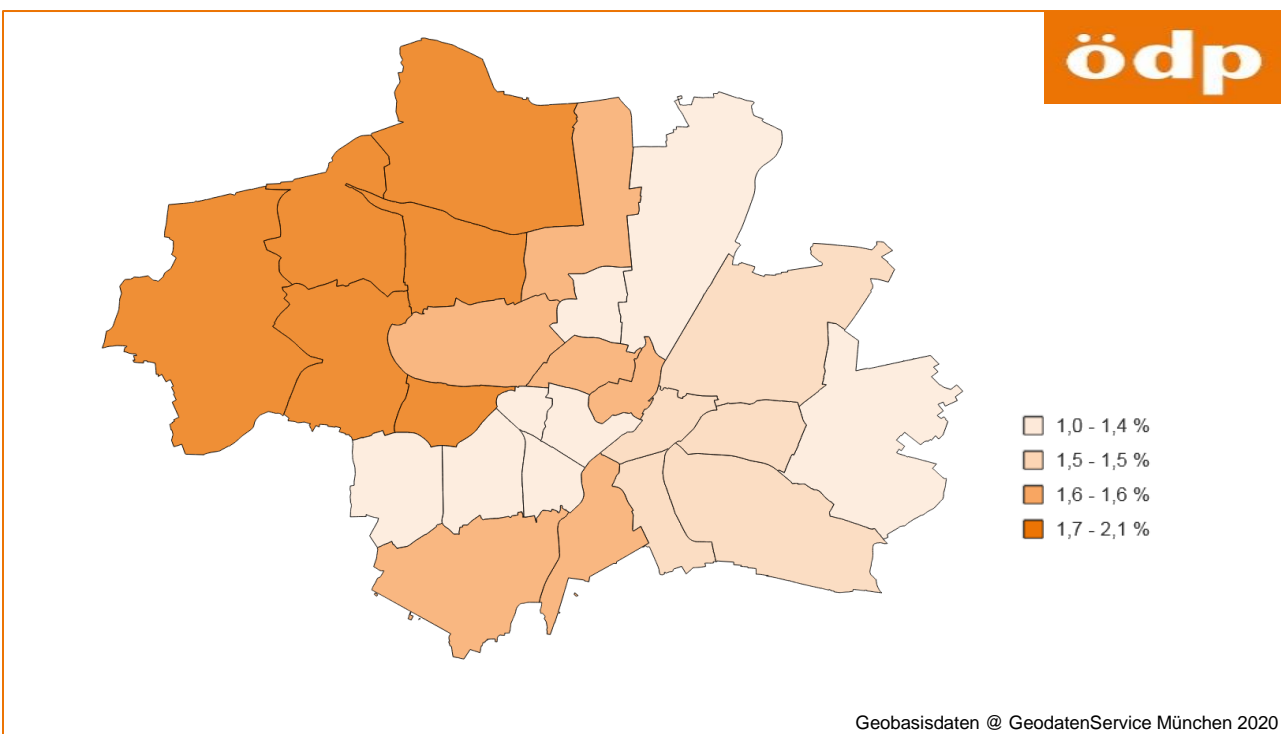 ödp
1,0 - 1,4 %
1,5 - 1,5 %
1,6 - 1,6 %
1,7 - 2,1 %
Geobasisdaten @ GeodatenService München 2020